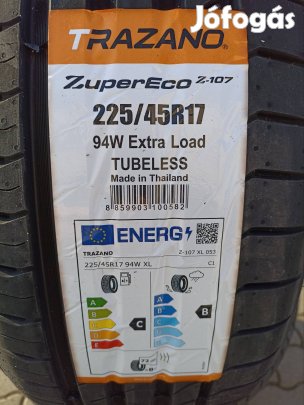 Jófogás
TRAZANO
ZuperEco Z-107
225/45R17
94W Extra Load
TUBELESS
Made in Thailand
8 859903 100582
ENERG
TRAZANO
Z-107 XL 053
225/45R17 94W XL
C1
A
B
C
D
E
C
A
B
C
D
E
B